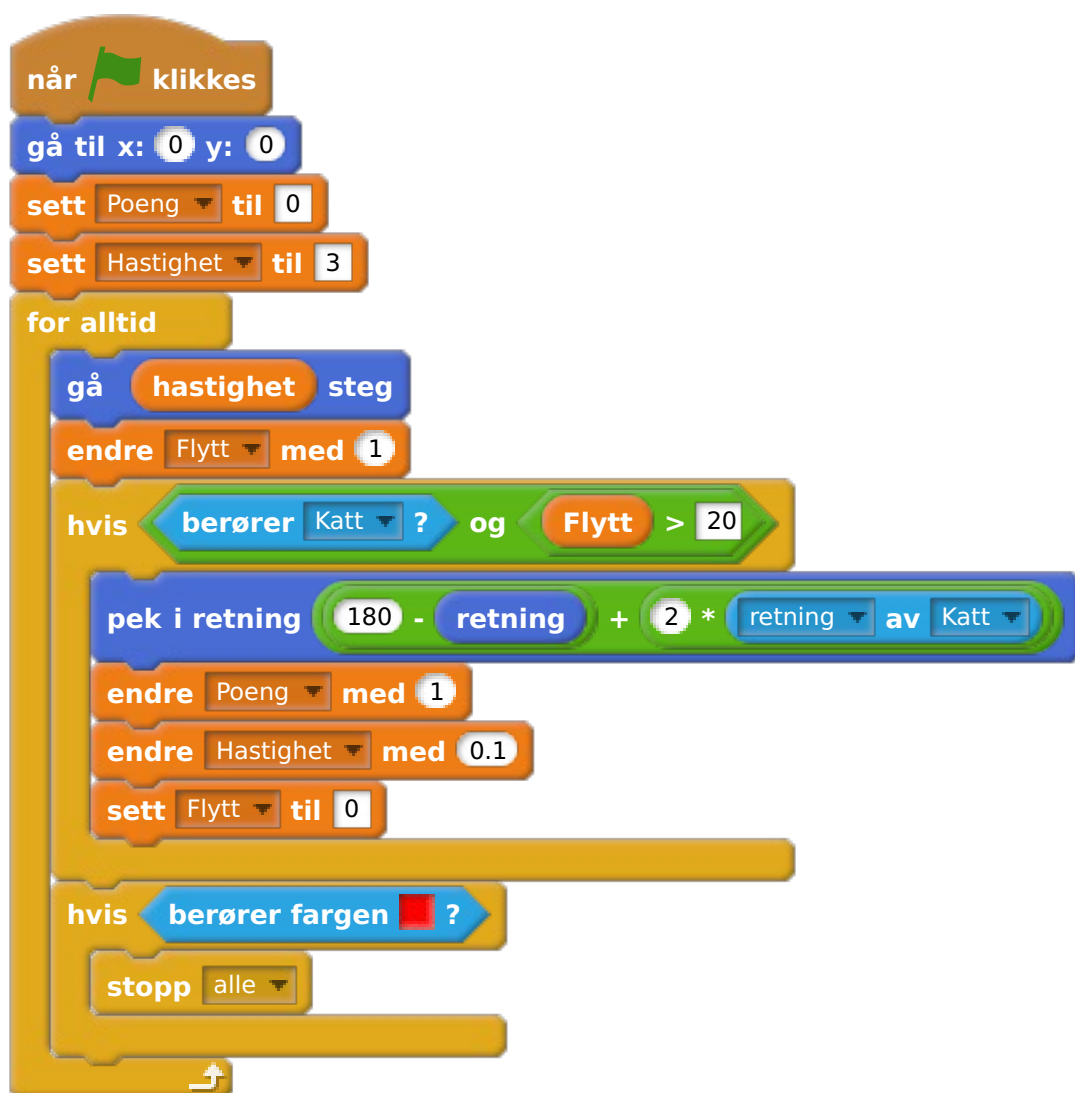 når klikkes
gå til x: 0 y: 0
sett Poeng til 0
sett Hastighet til 3
for alltid
gå hastighet steg
endre Flytt med 1
hvis berører Katt ? og Flytt > 20
pek i retning 180 - retning + 2 * retning av Katt
endre Poeng med 1
endre Hastighet med 0.1
sett Flytt til 0
hvis berører fargen ?
stopp alle